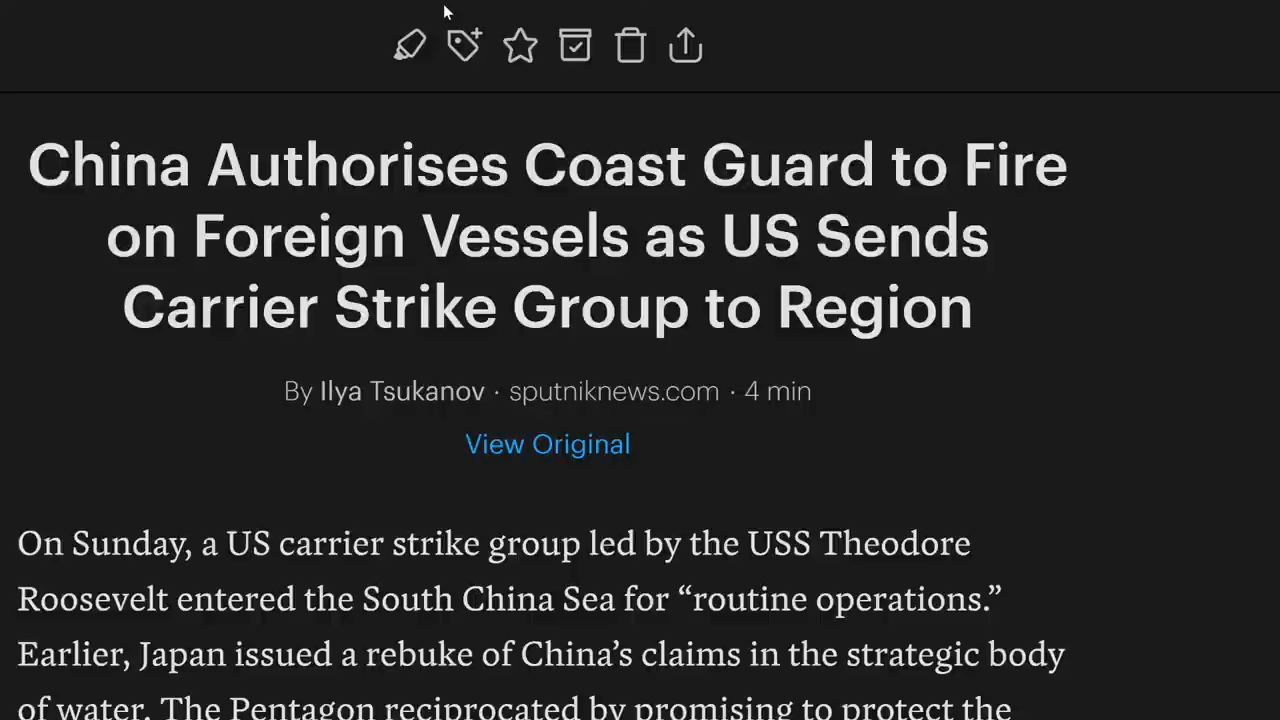 China Authorises Coast Guard to Fire
on Foreign Vessels as US Sends
Carrier Strike Group to Region
By Ilya Tsukanov · sputniknews.com · 4 min
View Original
On Sunday, a US carrier strike group led by the USS Theodore
Roosevelt entered the South China Sea for “routine operations.”
Earlier, Japan issued a rebuke of China’s claims in the strategic body
of water. The Pentagon reciprocated by promising to protect the